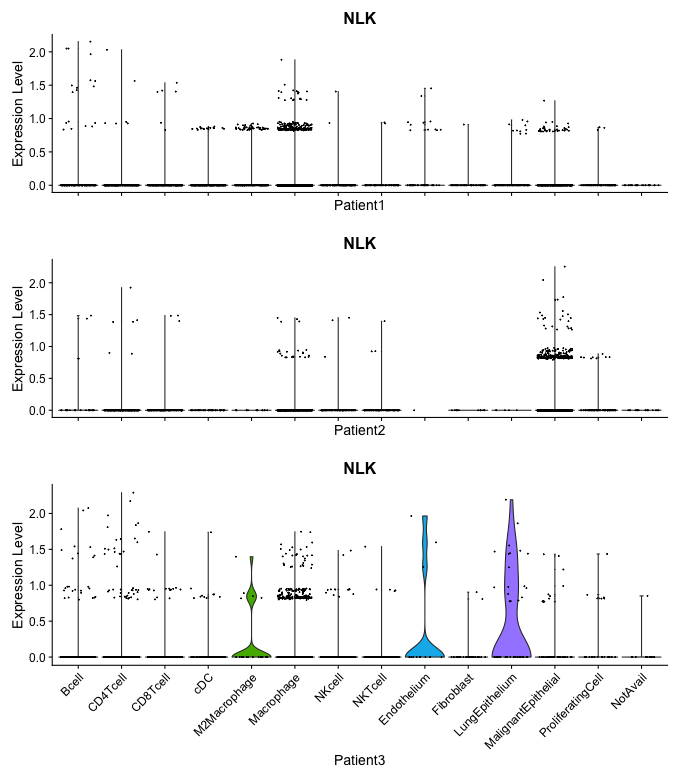 NLK
Expression Level
2.0
1.5
1.0
0.5
0.0
Patient1
NLK
Expression Level
2.0
1.5
1.0
0.5
0.0
Patient2
NLK
Expression Level
2.0
1.5
1.0
0.5
0.0
Bcell
CD4Tcell
CD8Tcell
cDC
M2Macrophage
Macrophage
NKcell
NKTcell
Endothelium
Fibroblast
LungEpithelium
MalignantEpithelial
ProliferatingCell
NotAvail
Patient3